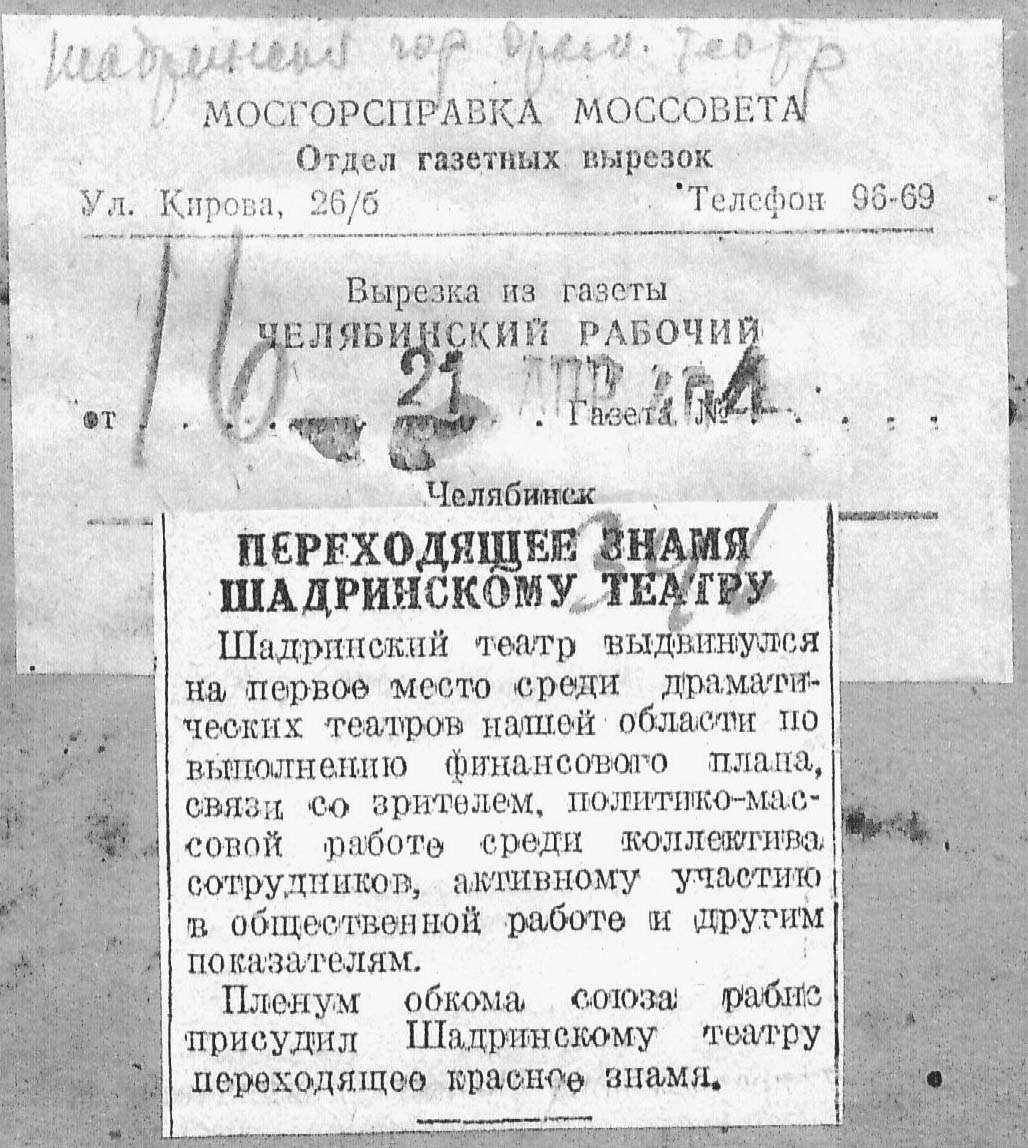 Шадринский гор драм. театр
МОСГОРСПРАВКА МОССОВЕТА
Отдел газетных вырезок
Ул. Кирова, 26/б Телефон 96-69
Вырезка из газеты
ЧЕЛЯБИНСКИЙ РАБОЧИЙ
16
21 АПР
от . . . . . Газета № . . . . .
Челябинск
ПЕРЕХОДЯЩЕЕ ЗНАМЯ
ШАДРИНСКОМУ ТЕАТРУ
Шадринский театр выдвинулся
на первое место среди драмати-
ческих театров нашей области по
выполнению финансового плана,
связи со зрителем, политико-мас-
совой работе среди коллектива
сотрудников, активному участию
в общественной работе и другим
показателям.
Пленум обкома союза рабис
присудил Шадринскому театру
переходящее красное знамя.